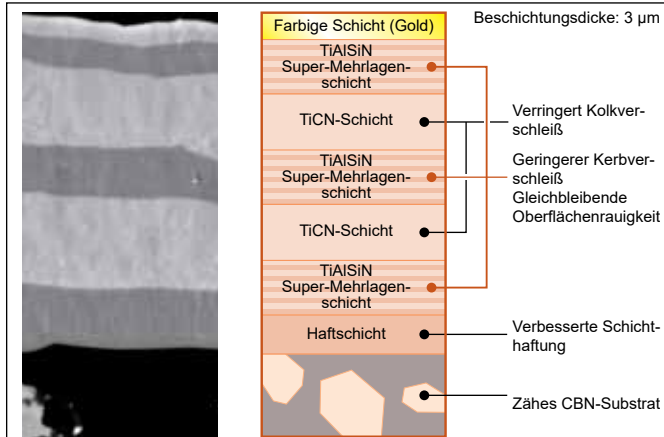 Farbige Schicht (Gold)
Beschichtungsdicke: 3 µm
TiAlSiN
Super-Mehrlagen-
schicht
TiCN-Schicht
Verringert Kolkver-
schleiß
TiAlSiN
Super-Mehrlagen-
schicht
Geringerer Kerbver-
schleiß
Gleichbleibende
Oberflächenrauigkeit
TiCN-Schicht
TiAlSiN
Super-Mehrlagen-
schicht
Haftschicht
Verbesserte Schicht-
haftung
Zähes CBN-Substrat